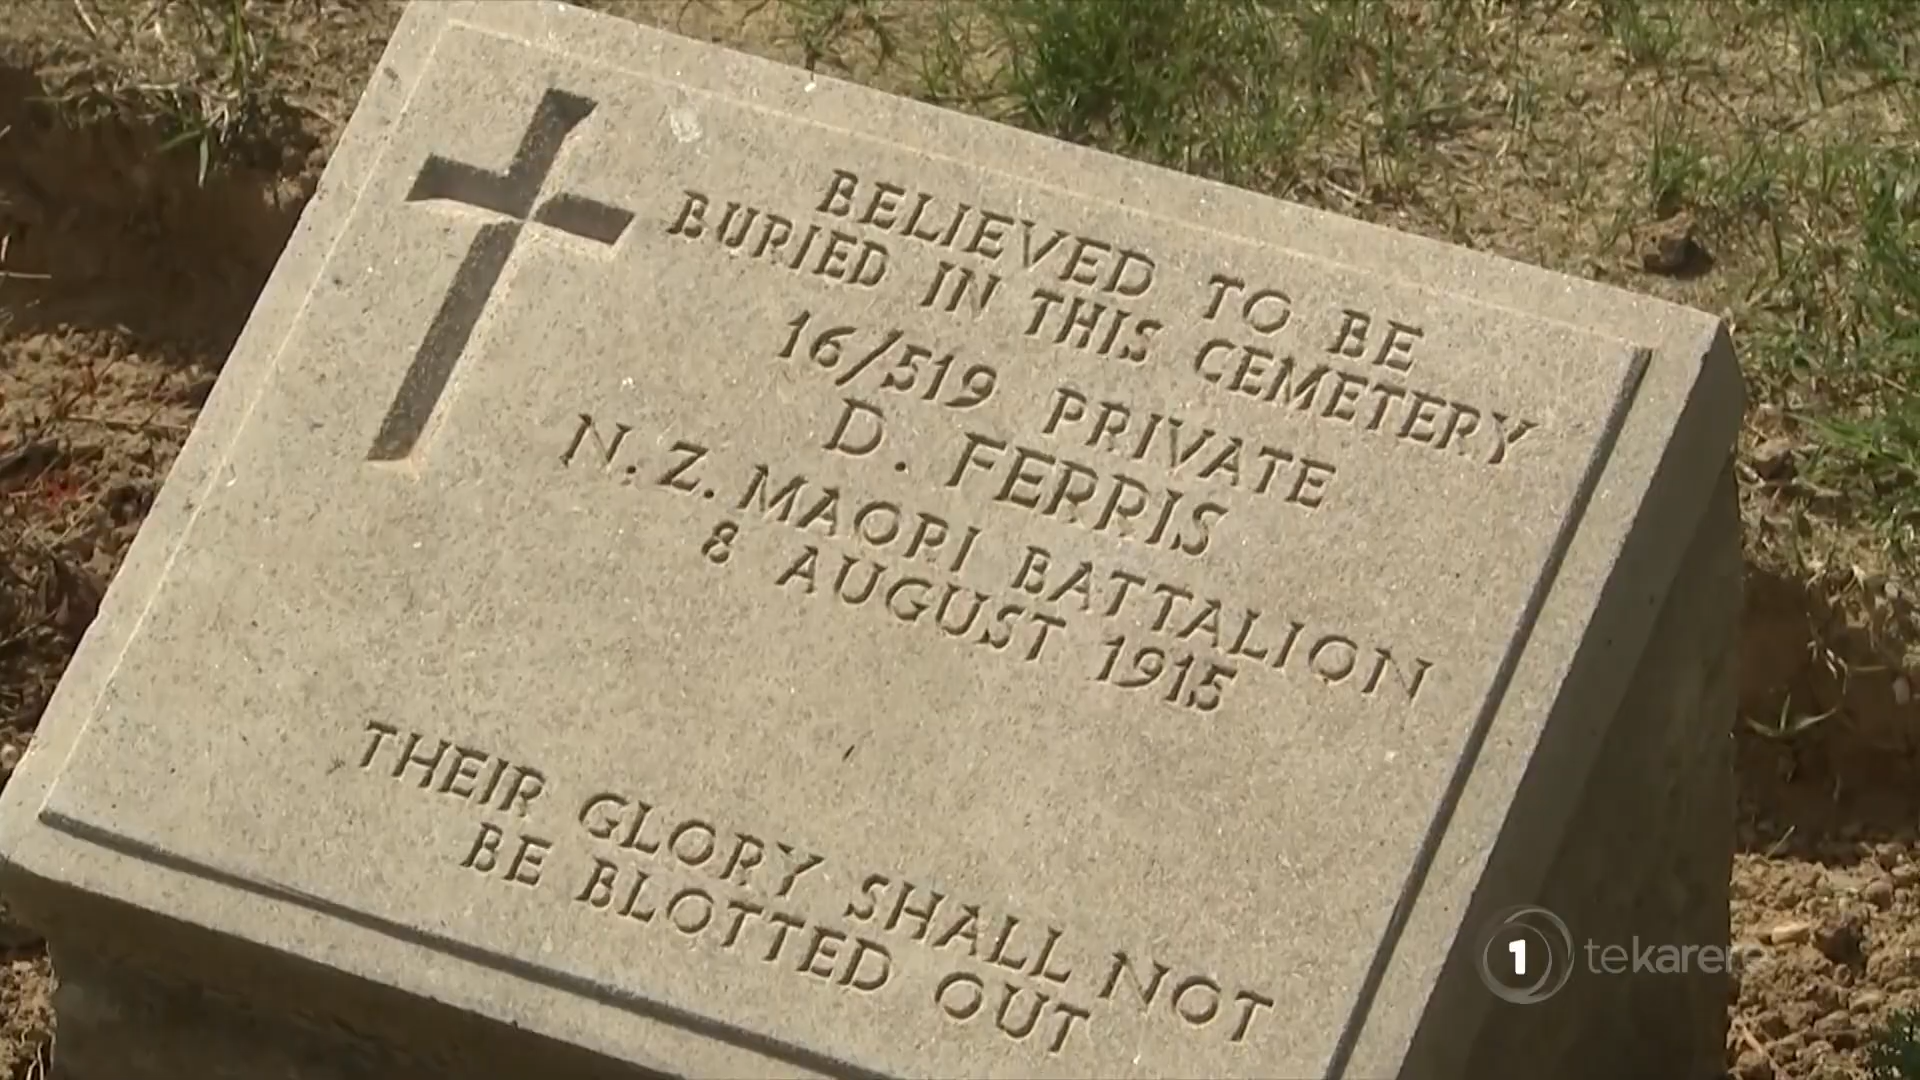 BELIEVED TO BE
BURIED IN THIS CEMETERY
16/519 PRIVATE
D. FERRIS
N. Z. MAORI BATTALION
8 AUGUST 1915
THEIR GLORY SHALL NOT
BE BLOTTED OUT
1 tekarere